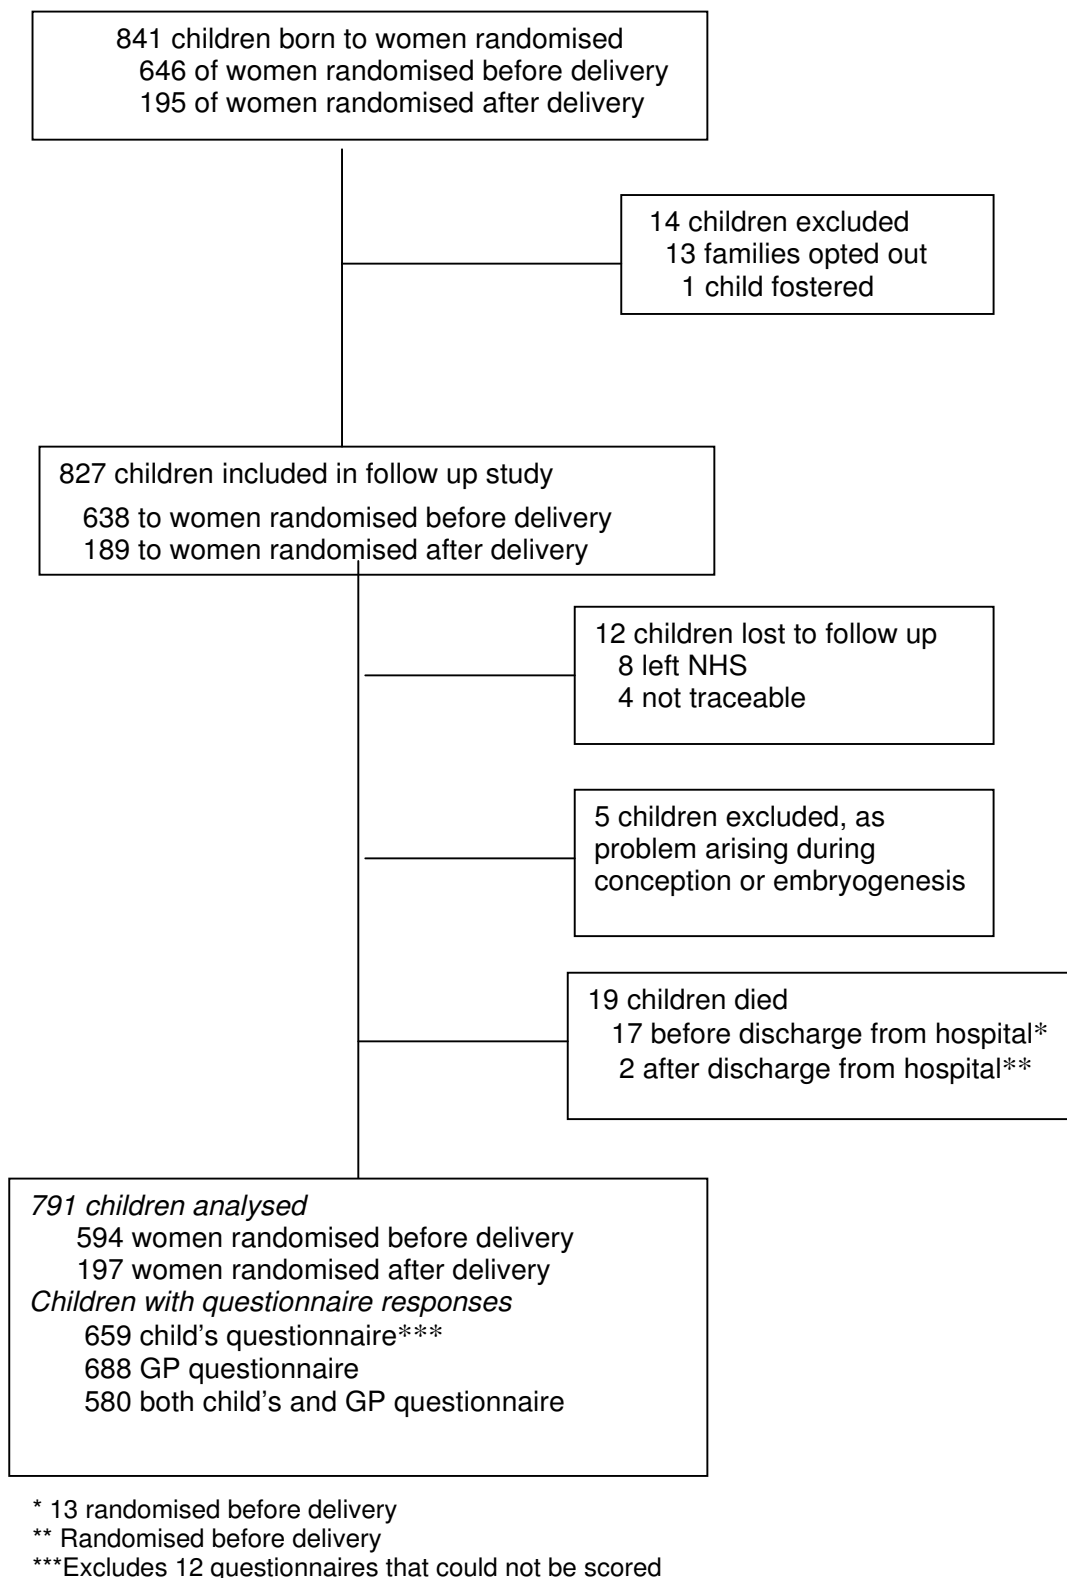 841 children born to women randomised
646 of women randomised before delivery
195 of women randomised after delivery
14 children excluded
13 families opted out
1 child fostered
827 children included in follow up study
638 to women randomised before delivery
189 to women randomised after delivery
12 children lost to follow up
8 left NHS
4 not traceable
5 children excluded, as
problem arising during
conception or embryogenesis
19 children died
17 before discharge from hospital*
2 after discharge from hospital**
791 children analysed
594 women randomised before delivery
197 women randomised after delivery
Children with questionnaire responses
659 child's questionnaire***
688 GP questionnaire
580 both child's and GP questionnaire
* 13 randomised before delivery
** Randomised before delivery
***Excludes 12 questionnaires that could not be scored